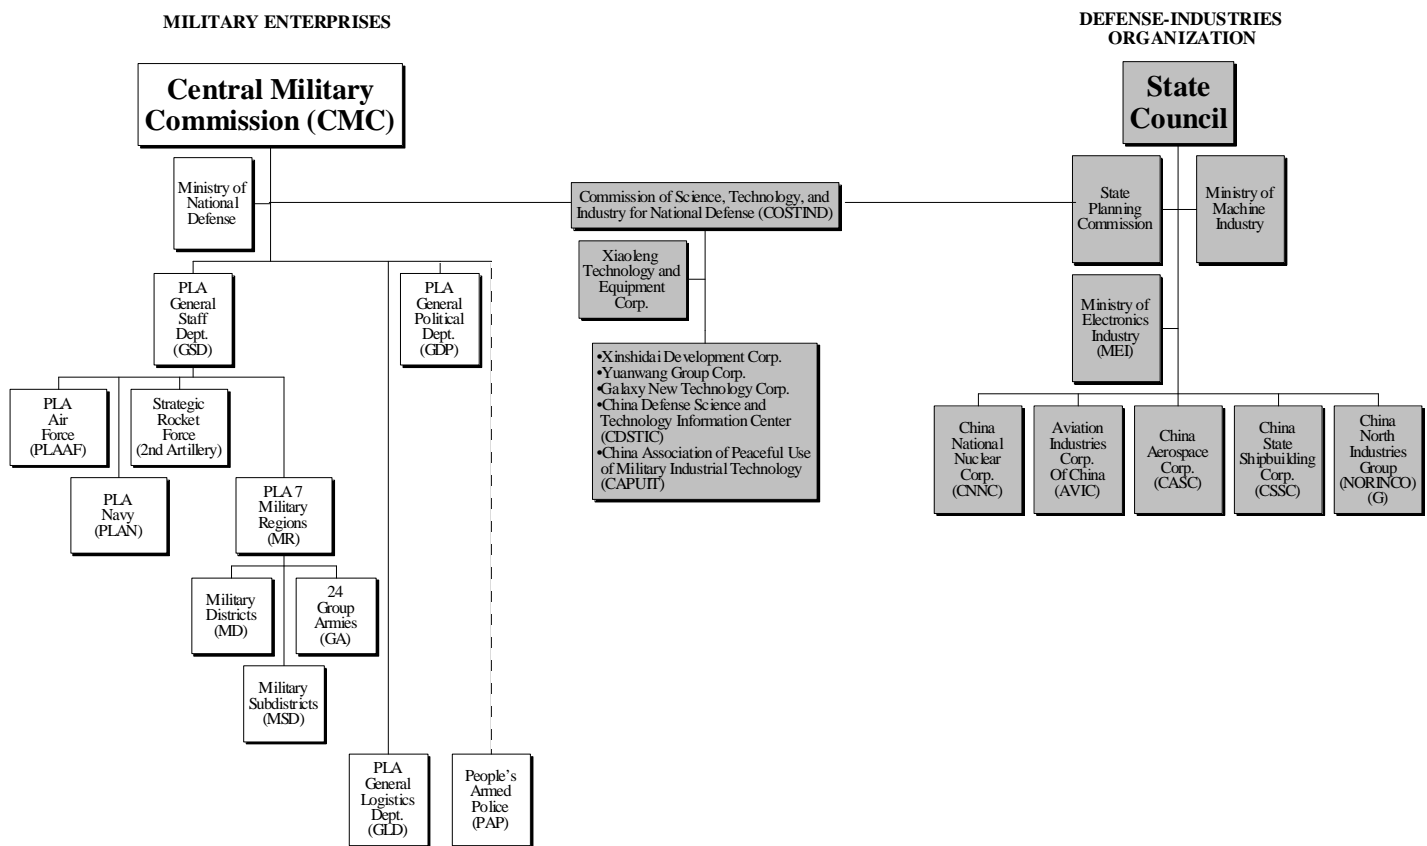 MILITARY ENTERPRISES
DEFENSE-INDUSTRIES
ORGANIZATION
Central Military
Commission (CMC)
State
Council
Ministry of
National
Defense
Commission of Science, Technology, and
Industry for National Defense (COSTIND)
State
Planning
Commission
Ministry of
Machine
Industry
Xiaoleng
Technology and
Equipment
Corp.
PLA
General
Staff
Dept.
(GSD)
PLA
General
Political
Dept.
(GDP)
Ministry of
Electronics
Industry
(MEI)
•Xinshidai Development Corp.
•Yuanwang Group Corp.
•Galaxy New Technology Corp.
•China Defense Science and
Technology Information Center
(CDSTIC)
•China Association of Peaceful Use
of Military Industrial Technology
(CAPUIT)
PLA
Air
Force
(PLAAF)
Strategic
Rocket
Force
(2nd Artillery)
PLA
Navy
(PLAN)
PLA 7
Military
Regions
(MR)
China
National
Nuclear
Corp.
(CNNC)
Aviation
Industries
Corp.
Of China
(AVIC)
China
Aerospace
Corp.
(CASC)
China
State
Shipbuilding
Corp.
(CSSC)
China
North
Industries
Group
(NORINCO)
(G)
Military
Districts
(MD)
24
Group
Armies
(GA)
Military
Subdistricts
(MSD)
PLA
General
Logistics
Dept.
(GLD)
People's
Armed
Police
(PAP)